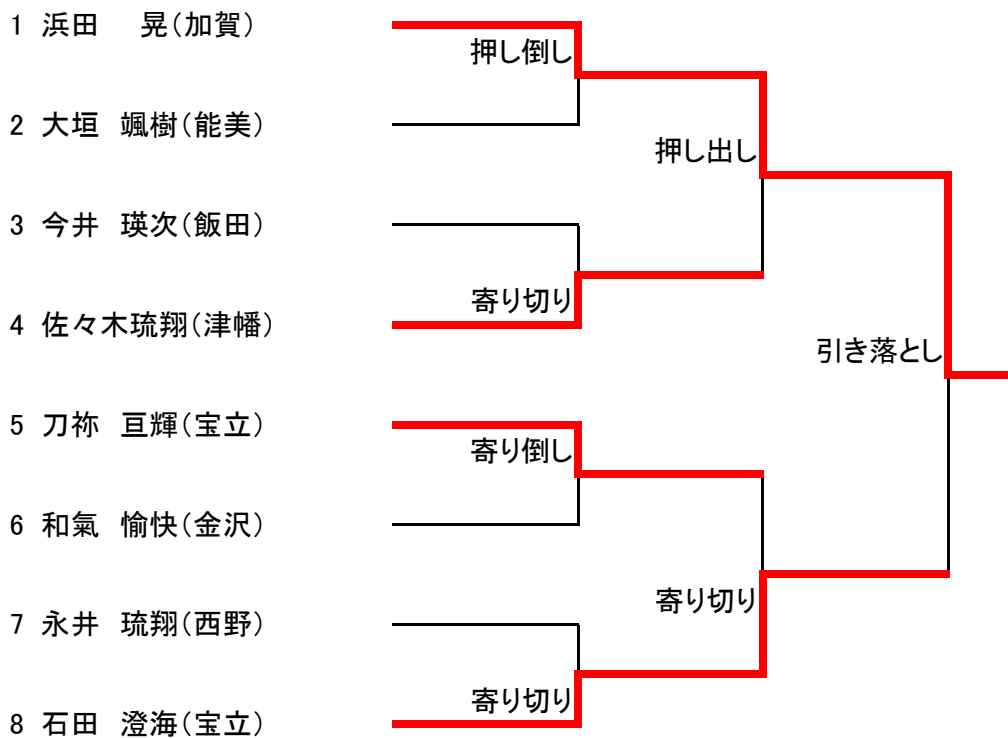 1 浜田　晃(加賀)
押し倒し
2 大垣 颯樹(能美)
押し出し
3 今井 瑛次(飯田)
寄り切り
4 佐々木琉翔(津幡)
引き落とし
5 刀祢 亘輝(宝立)
寄り倒し
6 和氣 愉快(金沢)
寄り切り
7 永井 琉翔(西野)
寄り切り
8 石田 澄海(宝立)